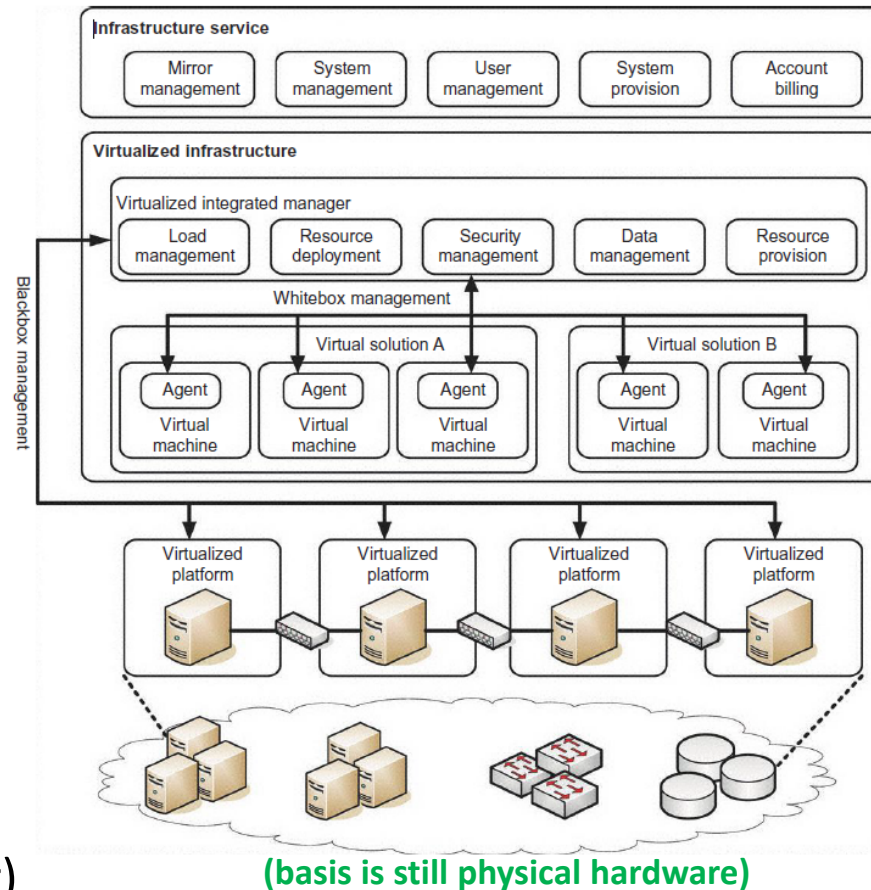 Infrastructure service
Mirror management
System management
User management
System provision
Account billing
Virtualized infrastructure
Virtualized integrated manager
Load management
Resource deployment
Security management
Data management
Resource provision
Blackbox management
Whitebox management
Virtual solution A
Virtual solution B
Agent
Agent
Agent
Agent
Agent
Virtual machine
Virtual machine
Virtual machine
Virtual machine
Virtual machine
Virtualized platform
Virtualized platform
Virtualized platform
Virtualized platform
(basis is still physical hardware)